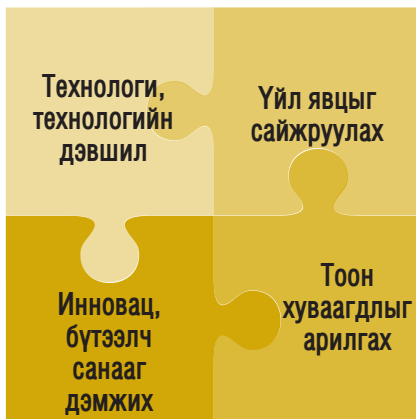 Технологи,
технологийн
дэвшил
Үйл явцыг
сайжруулах
Инновац,
бүтээлч
санааг
дэмжих
Тоон
хуваагдлыг
арилгах